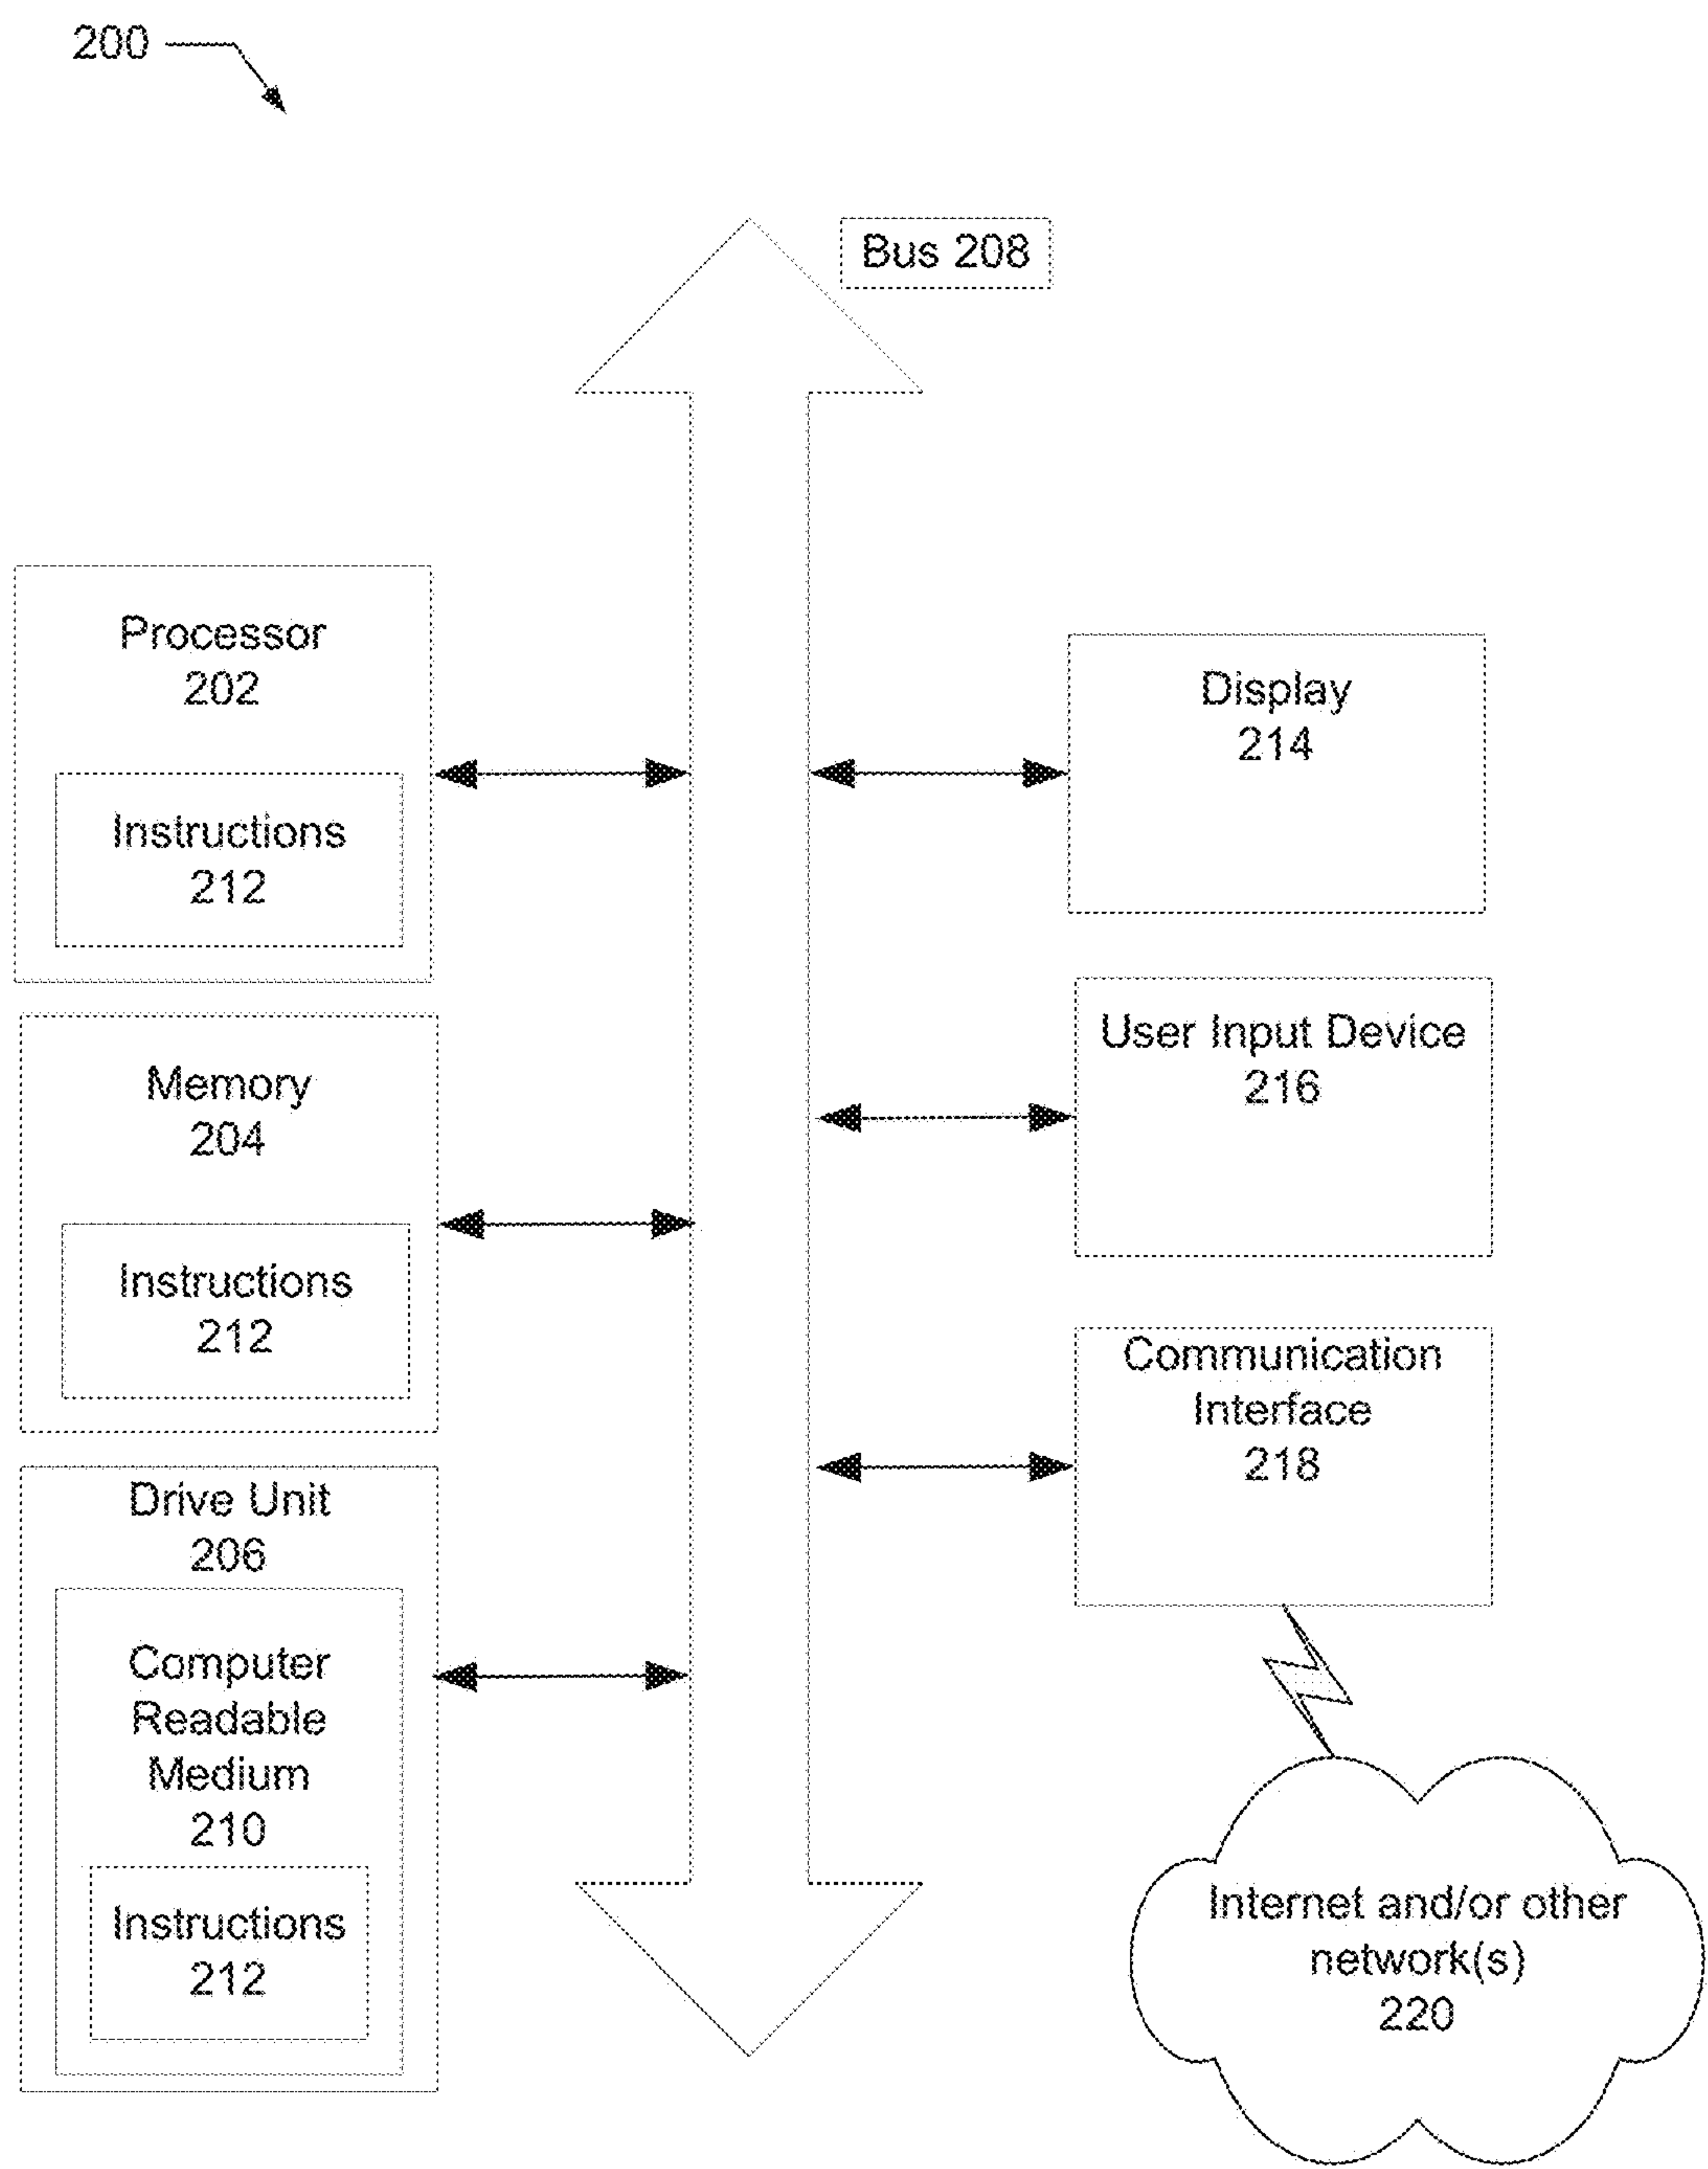 200
Bus 208
Processor
202
Instructions
212
Memory
204
Instructions
212
Drive Unit
206
Computer
Readable
Medium
210
Instructions
212
Display
214
User Input Device
216
Communication
Interface
218
Internet and/or other
network(s)
220